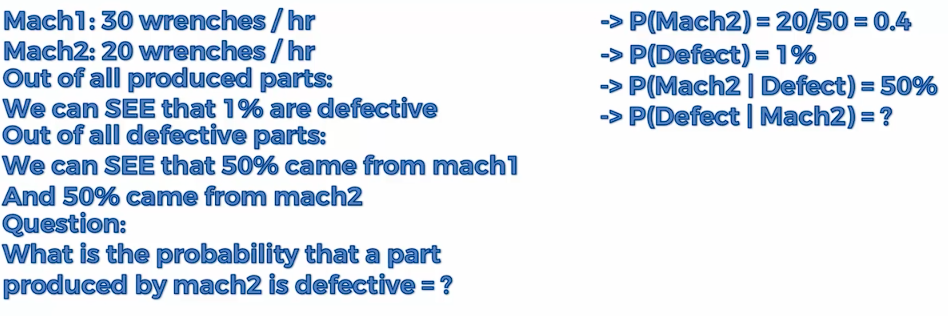 Mach1: 30 wrenches / hr
Mach2: 20 wrenches / hr
Out of all produced parts:
We can SEE that 1% are defective
Out of all defective parts:
We can SEE that 50% came from mach1
And 50% came from mach2
Question:
What is the probability that a part
produced by mach2 is defective = ?
-> P(Mach2) = 20/50 = 0.4
-> P(Defect) = 1%
-> P(Mach2 | Defect) = 50%
-> P(Defect | Mach2) = ?